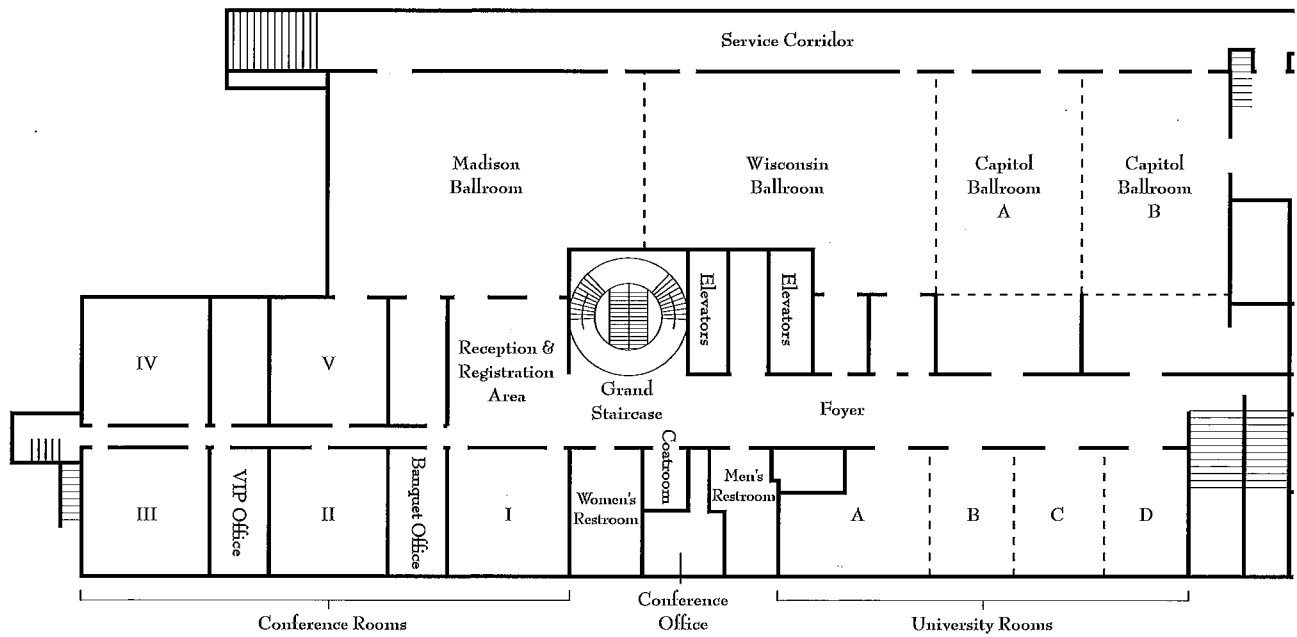 Service Corridor
Madison
Ballroom
Wisconsin
Ballroom
Capitol
Ballroom
A
Capitol
Ballroom
B
Elevators
Elevators
IV
V
Reception &
Registration
Area
Grand
Staircase
Foyer
III
VIP Office
II
Banquet Office
I
Women's
Restroom
Coatroom
Men's
Restroom
A
B
C
D
Conference Rooms
Conference
Office
University Rooms